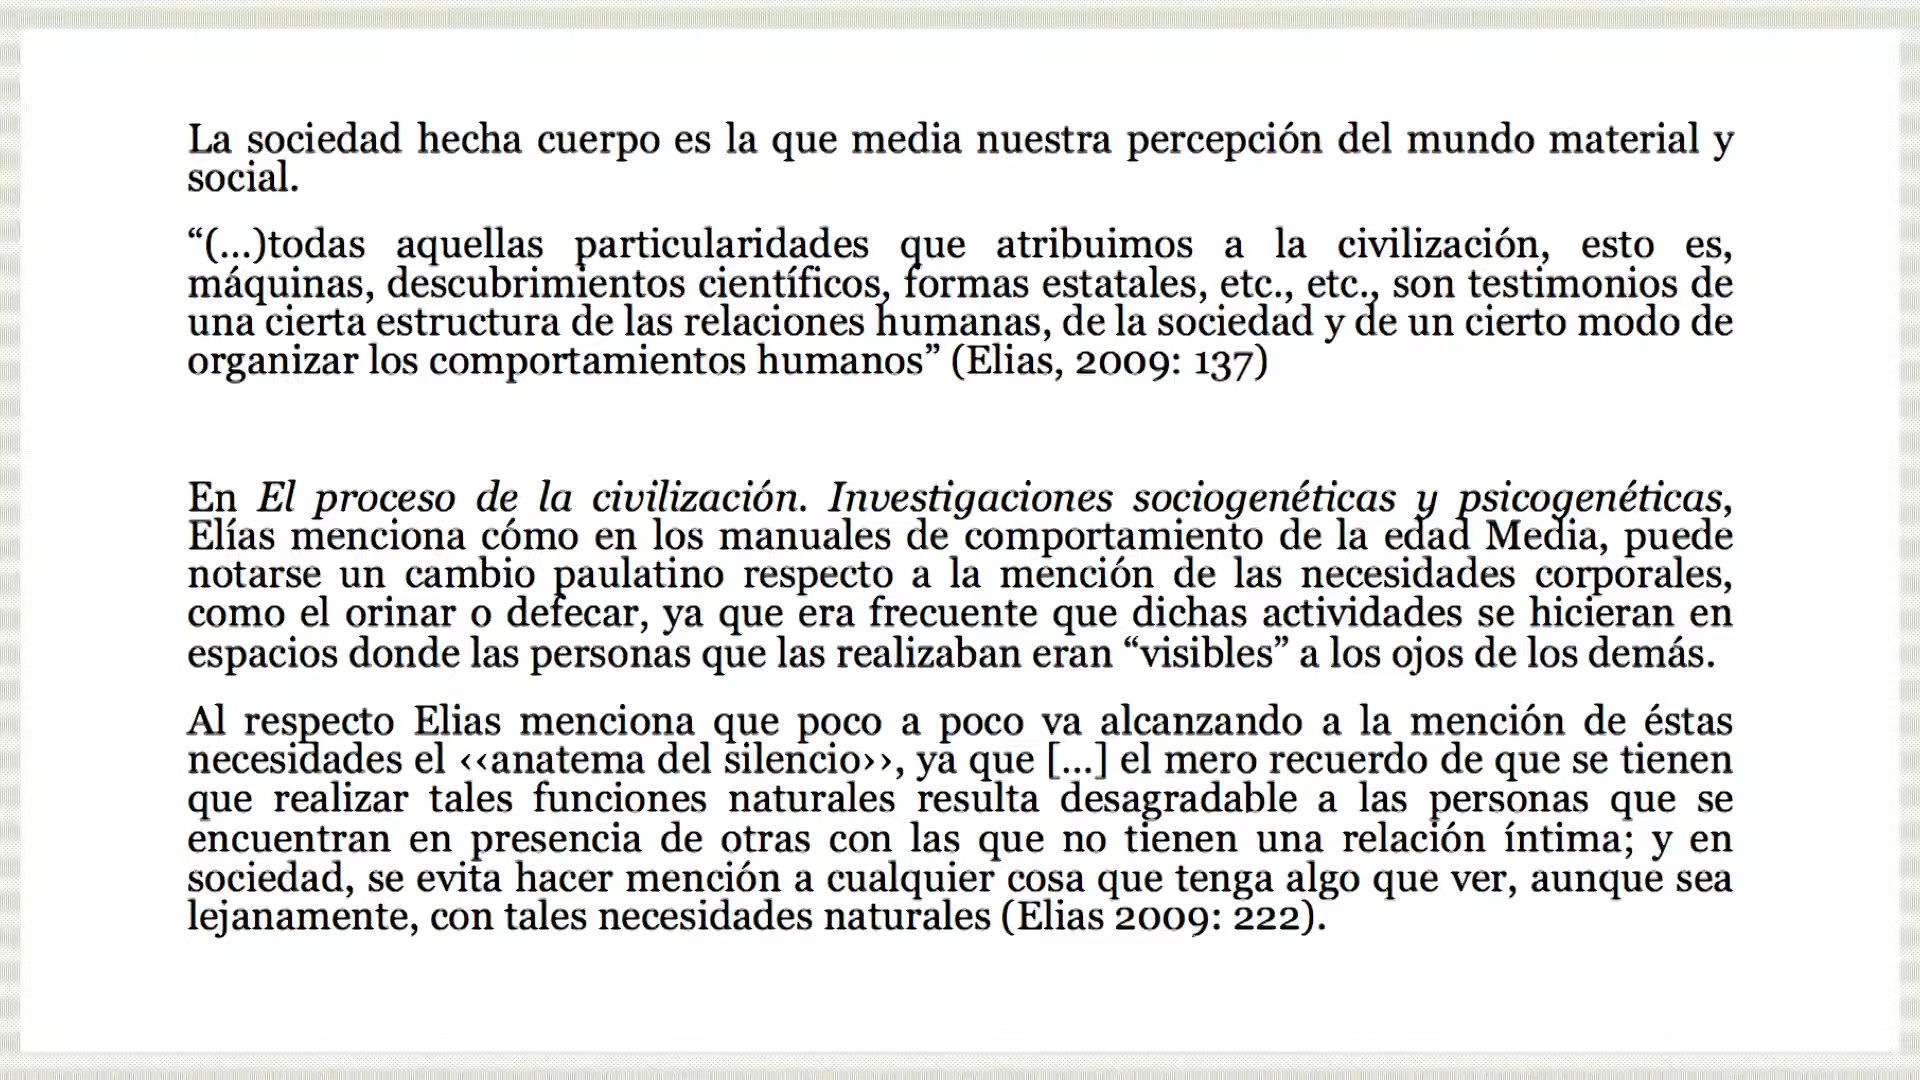 La sociedad hecha cuerpo es la que media nuestra percepción del mundo material y
social.
“(...)todas aquellas particularidades que atribuimos a la civilización, esto es,
máquinas, descubrimientos científicos, formas estatales, etc., etc., son testimonios de
una cierta estructura de las relaciones humanas, de la sociedad y de un cierto modo de
organizar los comportamientos humanos” (Elias, 2009: 137)
En El proceso de la civilización. Investigaciones sociogenéticas y psicogenéticas,
Elías menciona cómo en los manuales de comportamiento de la edad Media, puede
notarse un cambio paulatino respecto a la mención de las necesidades corporales,
como el orinar o defecar, ya que era frecuente que dichas actividades se hicieran en
espacios donde las personas que las realizaban eran “visibles” a los ojos de los demás.
Al respecto Elias menciona que poco a poco va alcanzando a la mención de éstas
necesidades el ‹‹anatema del silencio››, ya que [...] el mero recuerdo de que se tienen
que realizar tales funciones naturales resulta desagradable a las personas que se
encuentran en presencia de otras con las que no tienen una relación íntima; y en
sociedad, se evita hacer mención a cualquier cosa que tenga algo que ver, aunque sea
lejanamente, con tales necesidades naturales (Elias 2009: 222).